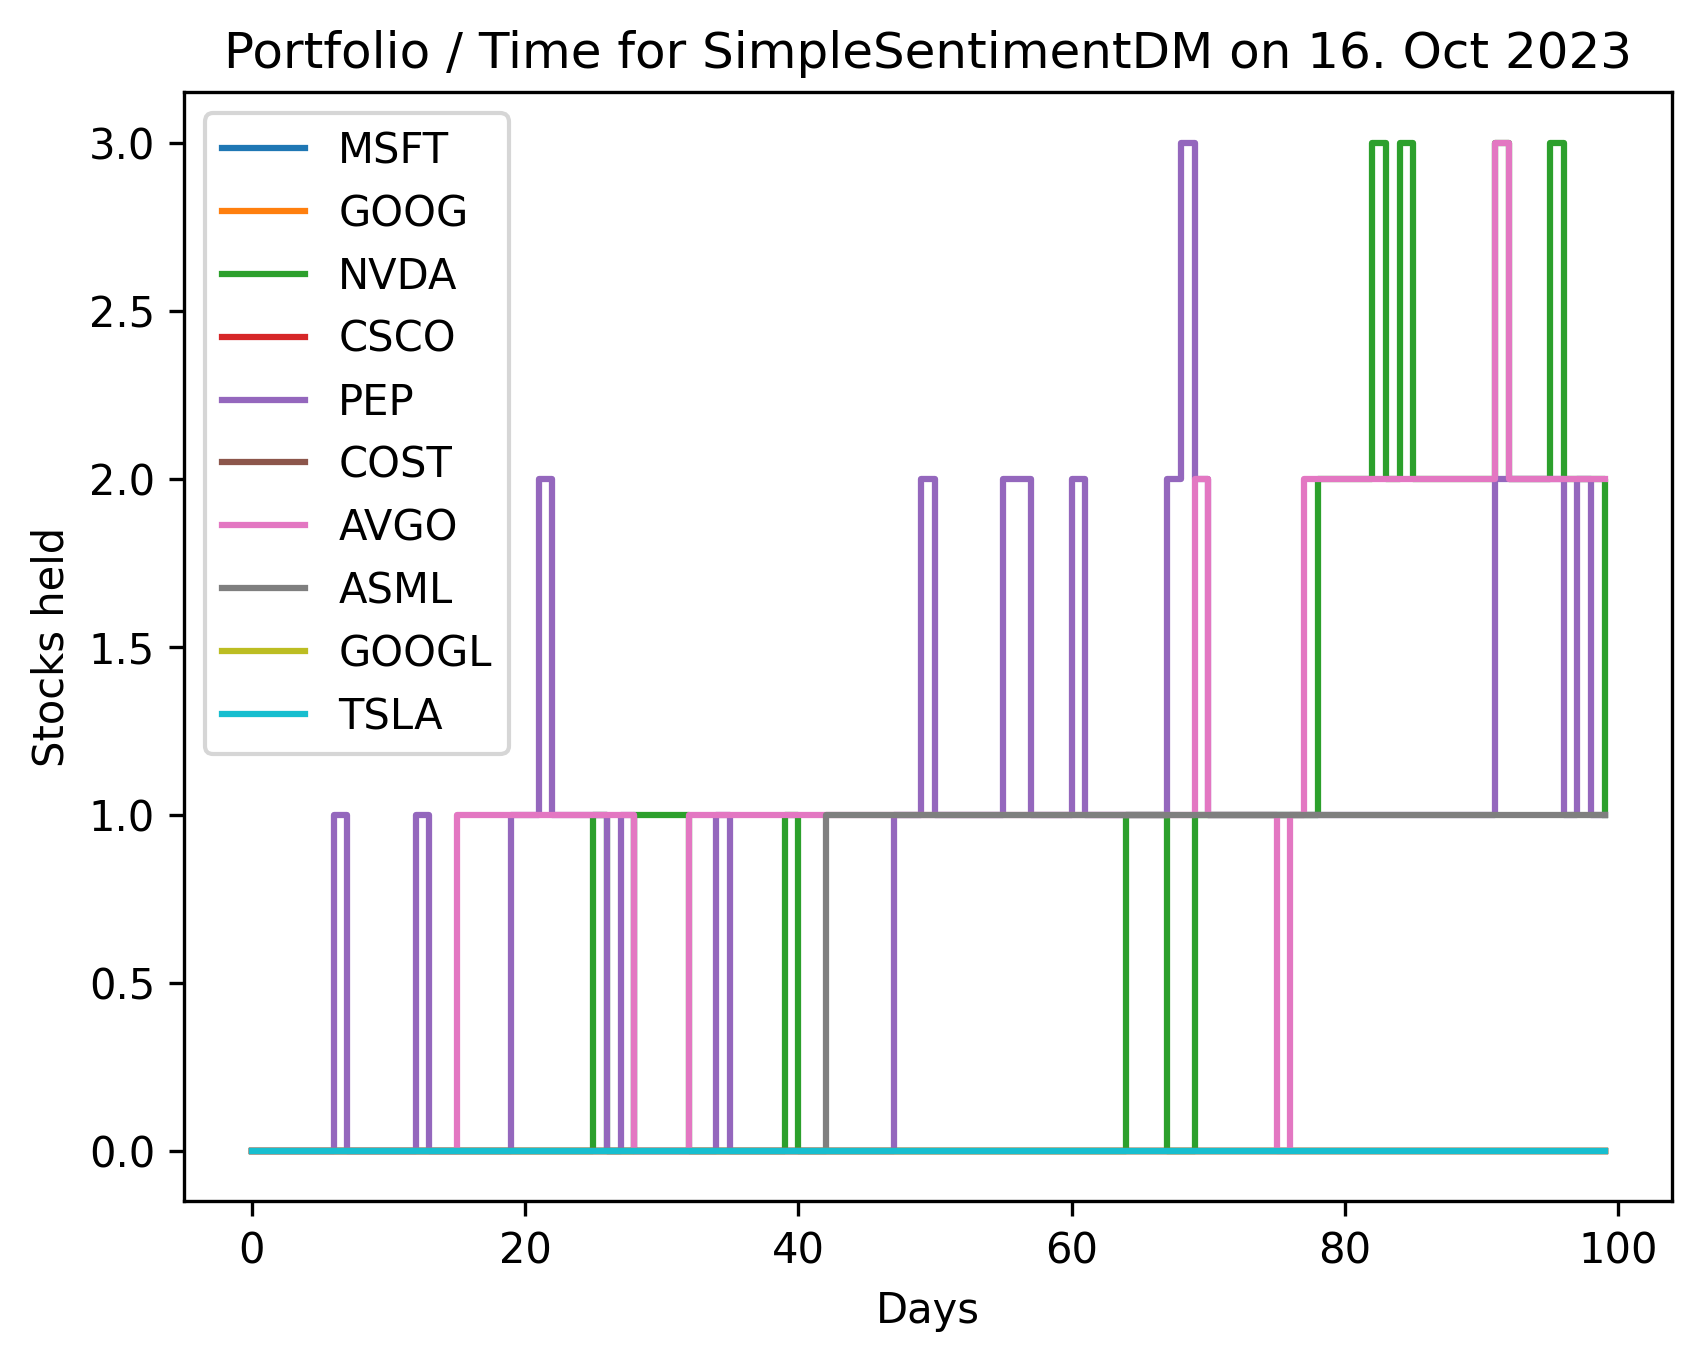 Portfolio / Time for SimpleSentimentDM on 16. Oct 2023
MSFT
GOOG
NVDA
CSCO
PEP
COST
AVGO
ASML
GOOGL
TSLA
Stocks held
3.0
2.5
2.0
1.5
1.0
0.5
0.0
0 20 40 60 80 100
Days